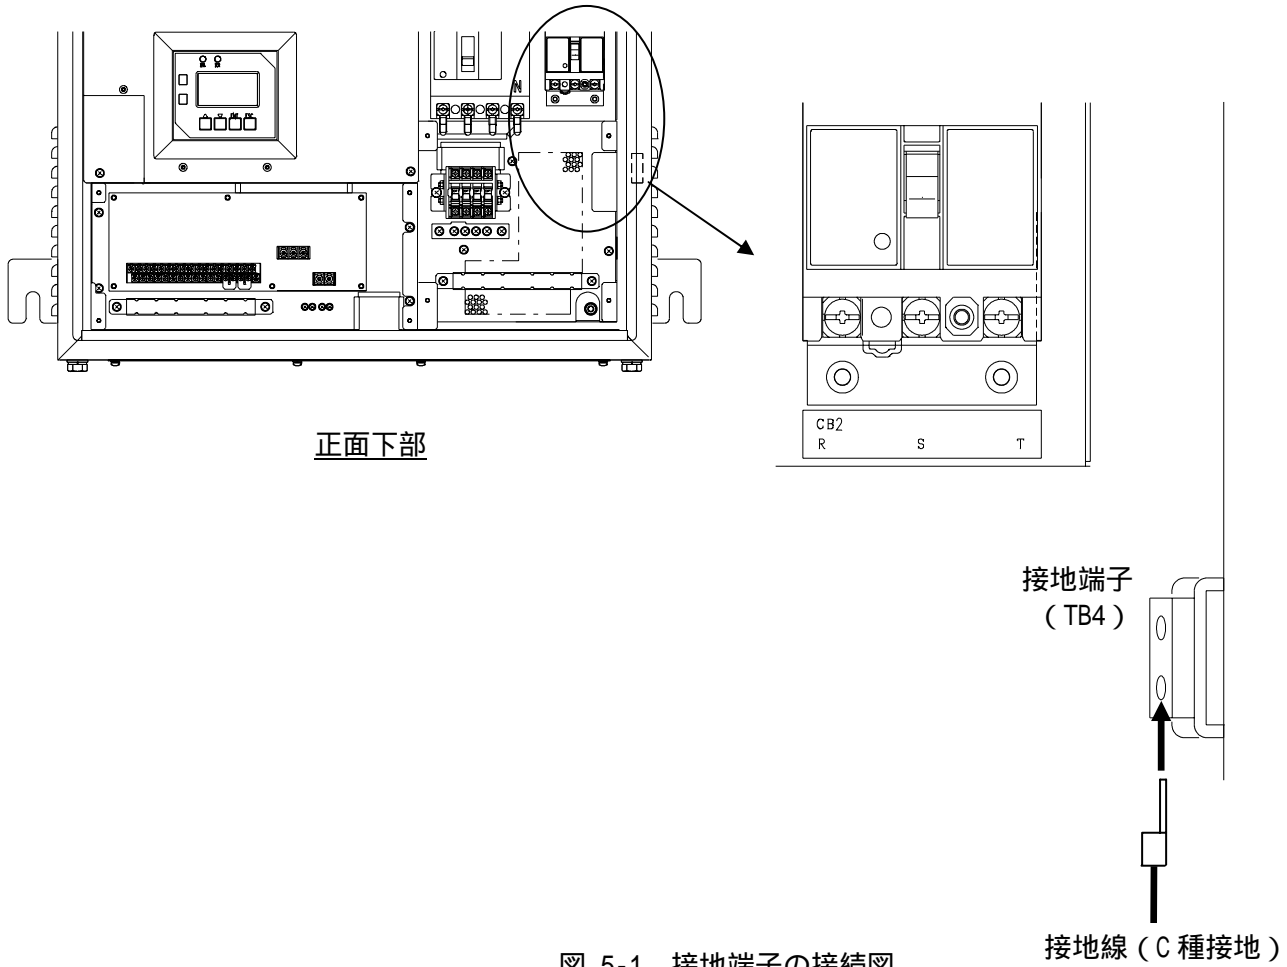 N
正面下部
CB2
R S T
接地端子
（TB4）
接地線（C種接地）
図 5-1 接地端子の接続図